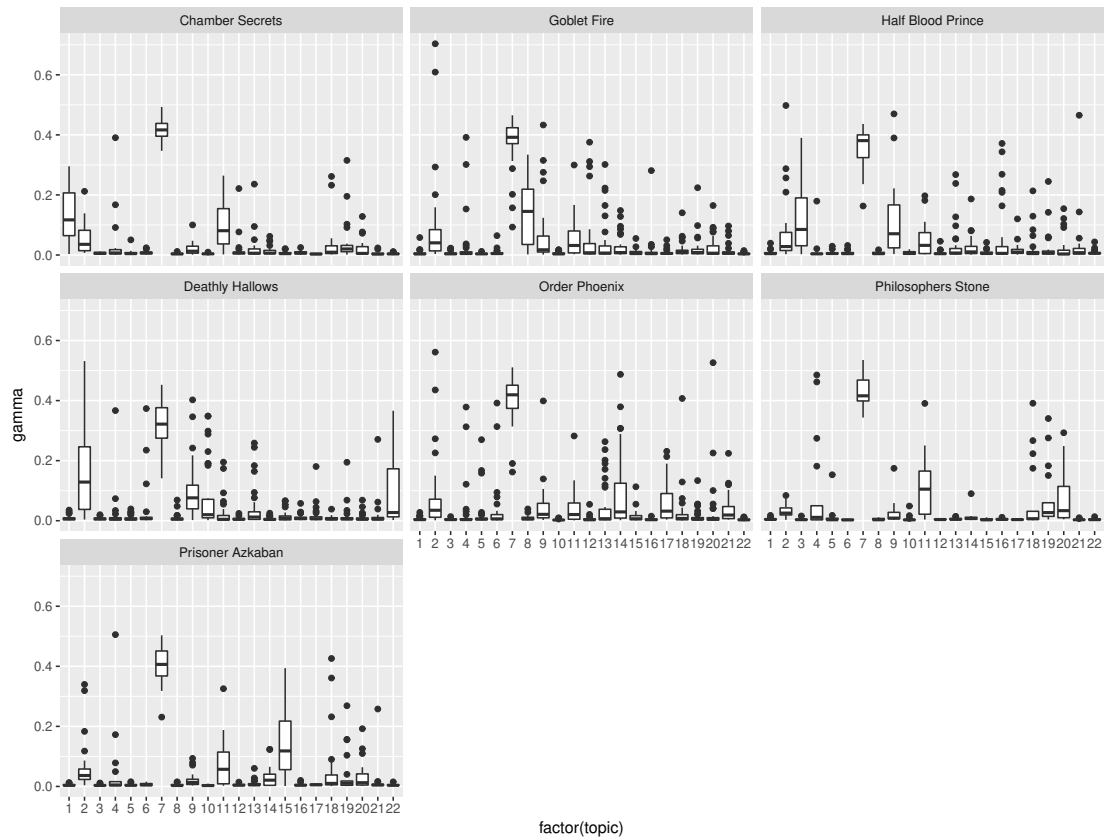 Chamber Secrets Goblet Fire Half Blood Prince
0.6
0.4
0.2
0.0
Deathly Hallows Order Phoenix Philosophers Stone
0.6
0.4
0.2
0.0
1 2 3 4 5 6 7 8 9 10 11 12 13 14 15 16 17 18 19 20 21 22 1 2 3 4 5 6 7 8 9 10 11 12 13 14 15 16 17 18 19 20 21 22
Prisoner Azkaban
0.6
0.4
0.2
0.0
1 2 3 4 5 6 7 8 9 10 11 12 13 14 15 16 17 18 19 20 21 22
factor(topic)
gamma